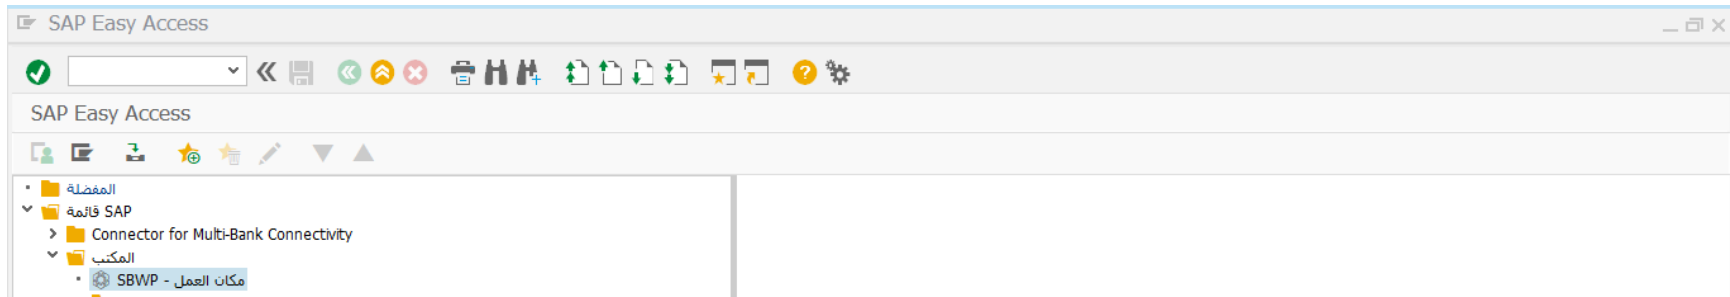 SAP Easy Access
SAP Easy Access
المفضلة
قائمة SAP
Connector for Multi-Bank Connectivity
المكتب
SBWP - مكان العمل